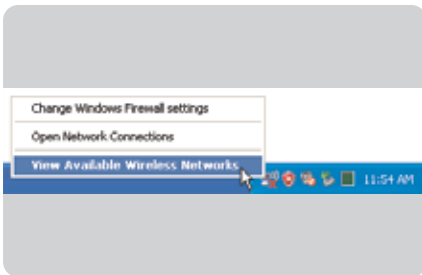 Change Windows Firewall settings
Open Network Connections
View Available Wireless Networks
11:54 AM